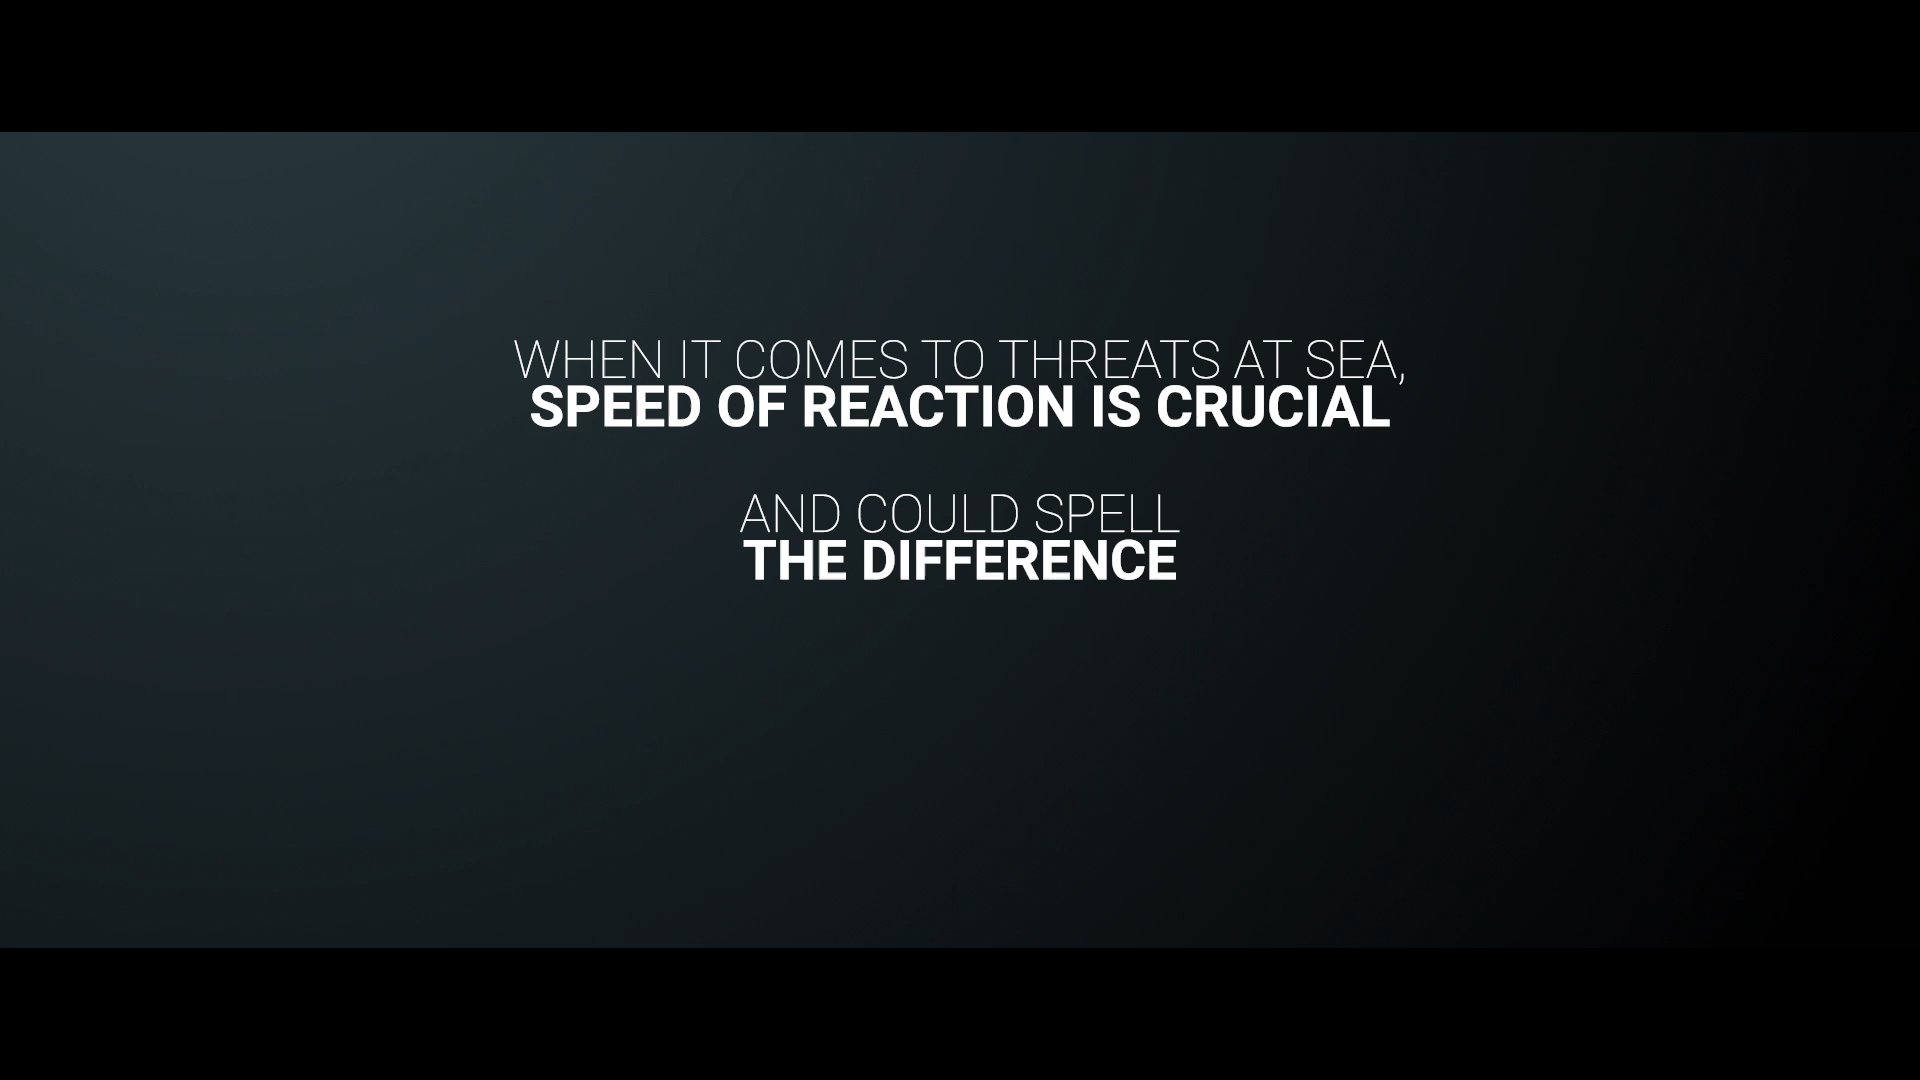 WHEN IT COMES TO THREATS AT SEA,
SPEED OF REACTION IS CRUCIAL
AND COULD SPELL
THE DIFFERENCE